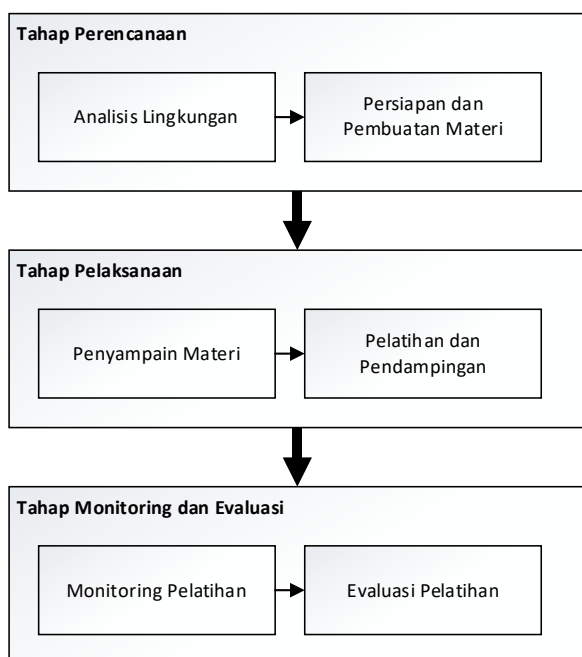 Tahap Perencanaan
Analisis Lingkungan
Persiapan dan
Pembuatan Materi
Tahap Pelaksanaan
Penyampain Materi
Pelatihan dan
Pendampingan
Tahap Monitoring dan Evaluasi
Monitoring Pelatihan
Evaluasi Pelatihan